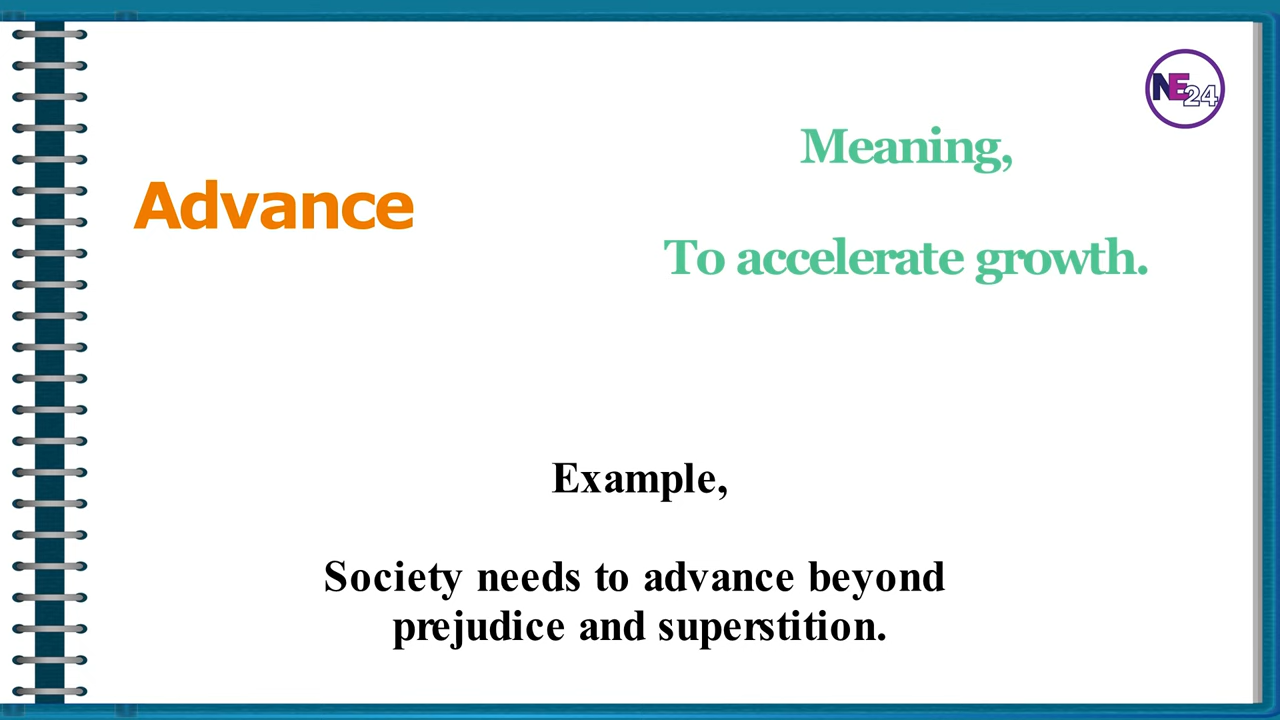 NE24
Meaning,
Advance
To accelerate growth.
Example,
Society needs to advance beyond
prejudice and superstition.